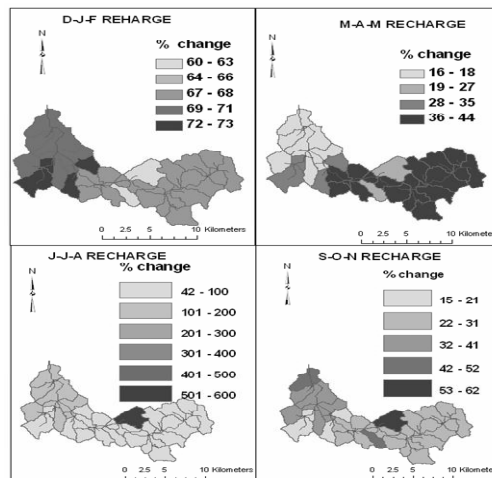 D-J-F REHARGE
N
% change
60 - 63
64 - 66
67 - 68
69 - 71
72 - 73
0 2.5 5 10 Kilometers
M-A-M RECHARGE
N
% change
16 - 18
19 - 27
28 - 35
36 - 44
0 2.5 5 10 Kilometers
J-J-A RECHARGE
N
% change
42 - 100
101 - 200
201 - 300
301 - 400
401 - 500
501 - 600
0 2.5 5 10 Kilometers
S-O-N RECHARGE
N
% change
15 - 21
22 - 31
32 - 41
42 - 52
53 - 62
0 2.5 5 10 Kilometers